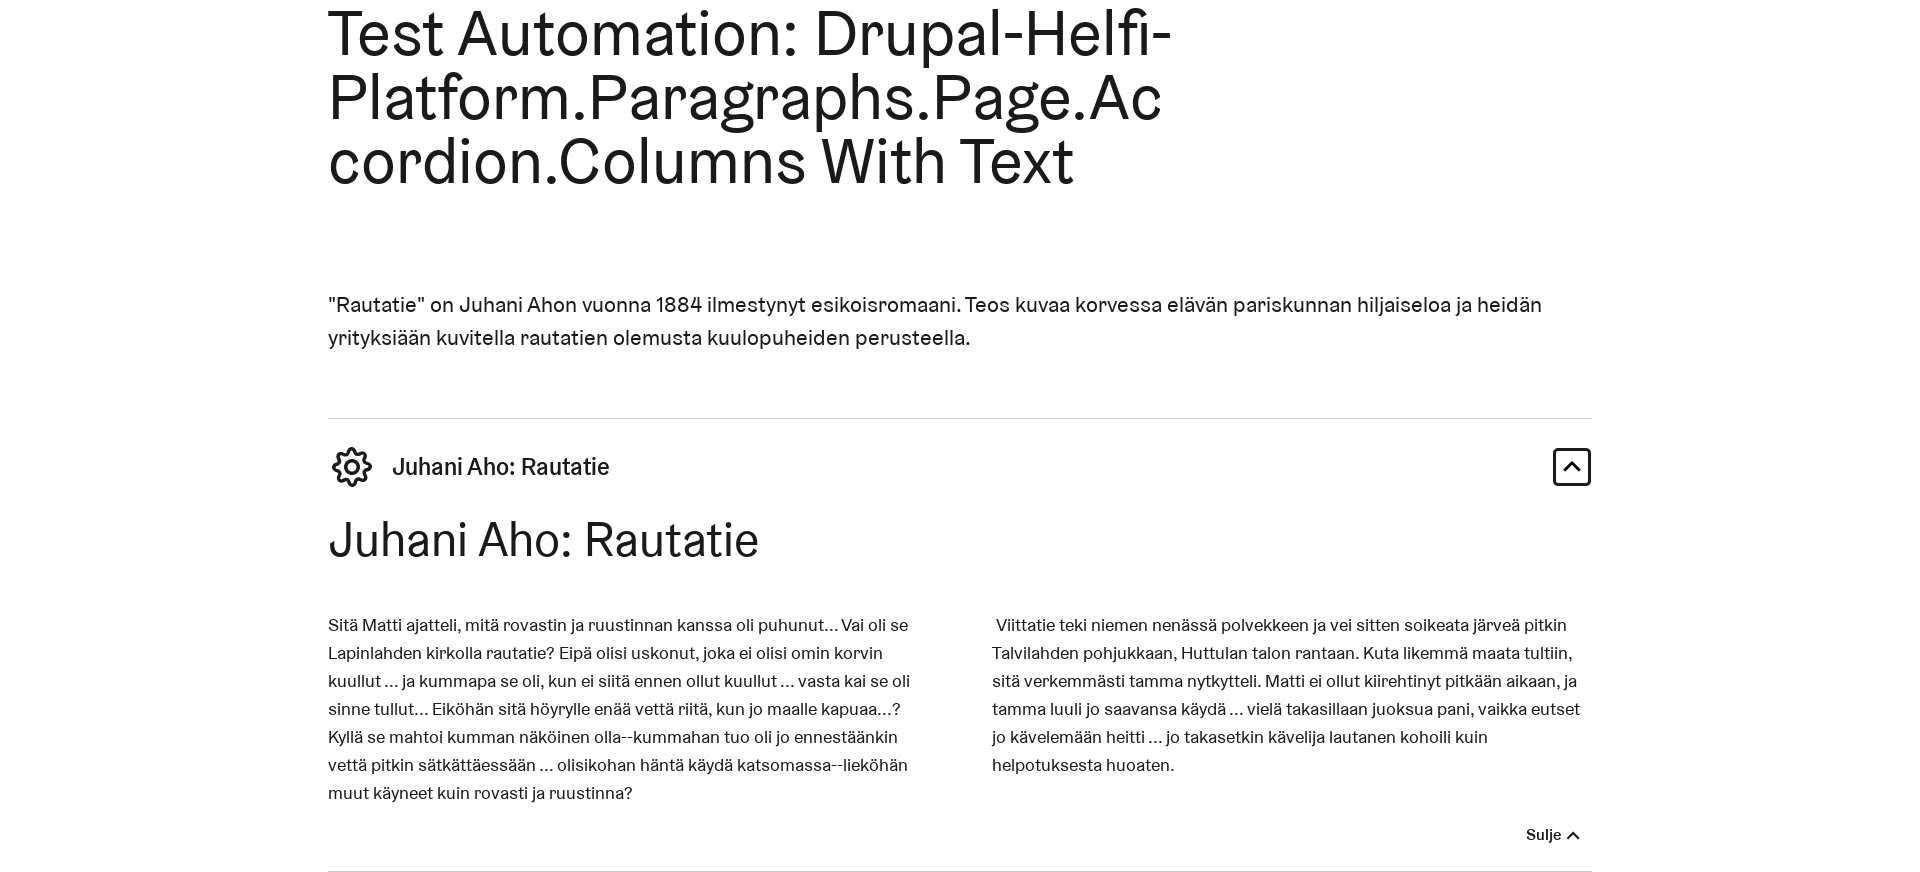 Test Automation: Drupal-Helfi-
Platform.Paragraphs.Page.Ac
cordion.Columns With Text
"Rautatie" on Juhani Ahon vuonna 1884 ilmestynyt esikoisromaani. Teos kuvaa korvessa elävän pariskunnan hiljaiseloa ja heidän
yrityksiään kuvitella rautatien olemusta kuulopuheiden perusteella.
Juhani Aho: Rautatie
Juhani Aho: Rautatie
Sitä Matti ajatteli, mitä rovastin ja ruustinnan kanssa oli puhunut... Vai oli se
Lapinlahden kirkolla rautatie? Eipä olisi uskonut, joka ei olisi omin korvin
kuullut ... ja kummapa se oli, kun ei siitä ennen ollut kuullut ... vasta kai se oli
sinne tullut... Eiköhän sitä höyrylle enää vettä riitä, kun jo maalle kapuaa...?
Kyllä se mahtoi kumman näköinen olla--kummahan tuo oli jo ennestäänkin
vettä pitkin sätkättäessään ... olisikohan häntä käydä katsomassa--lieköhän
muut käyneet kuin rovasti ja ruustinna?
Viittatie teki niemen nenässä polvekkeen ja vei sitten soikeata järveä pitkin
Talvilahden pohjukkaan, Huttulan talon rantaan. Kuta likemmä maata tultiin,
sitä verkemmästi tamma nytkytteli. Matti ei ollut kiirehtinyt pitkään aikaan, ja
tamma luuli jo saavansa käydä ... vielä takasillaan juoksua pani, vaikka eutset
jo kävelemään heitti ... jo takasetkin kävelijä lautanen kohoili kuin
helpotuksesta huoaten.
Sulje